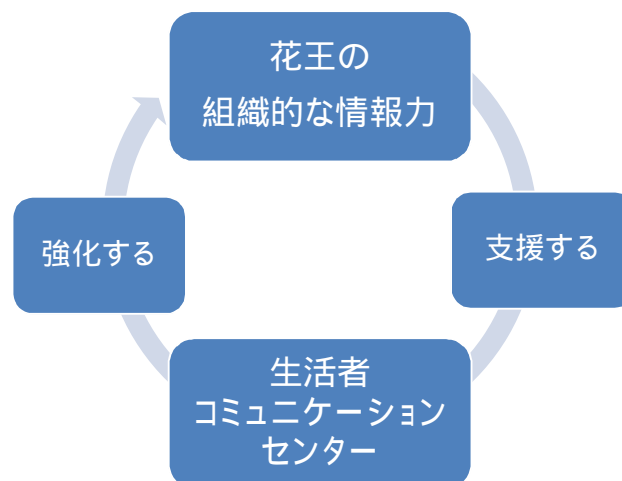 花王の
組織的な情報力
支援する
生活者
コミュニケーション
センター
強化する